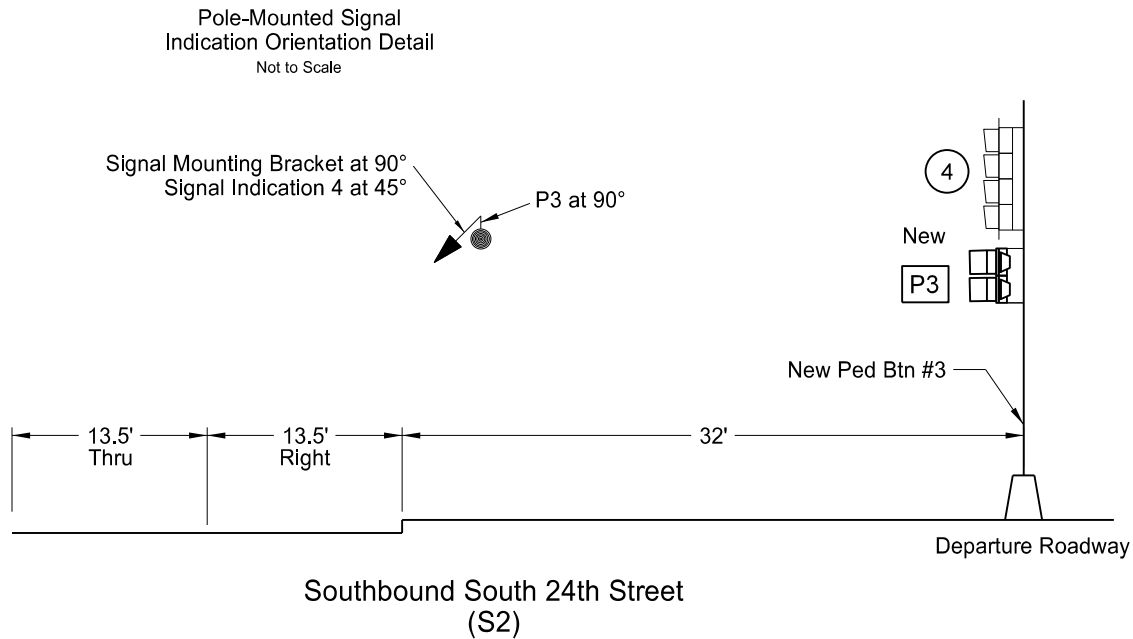 Pole-Mounted Signal
Indication Orientation Detail
Not to Scale
Signal Mounting Bracket at 90°
Signal Indication 4 at 45°
P3 at 90°
4
New
P3
New Ped Btn #3
13.5'
Thru
13.5'
Right
32'
Departure Roadway
Southbound South 24th Street
(S2)